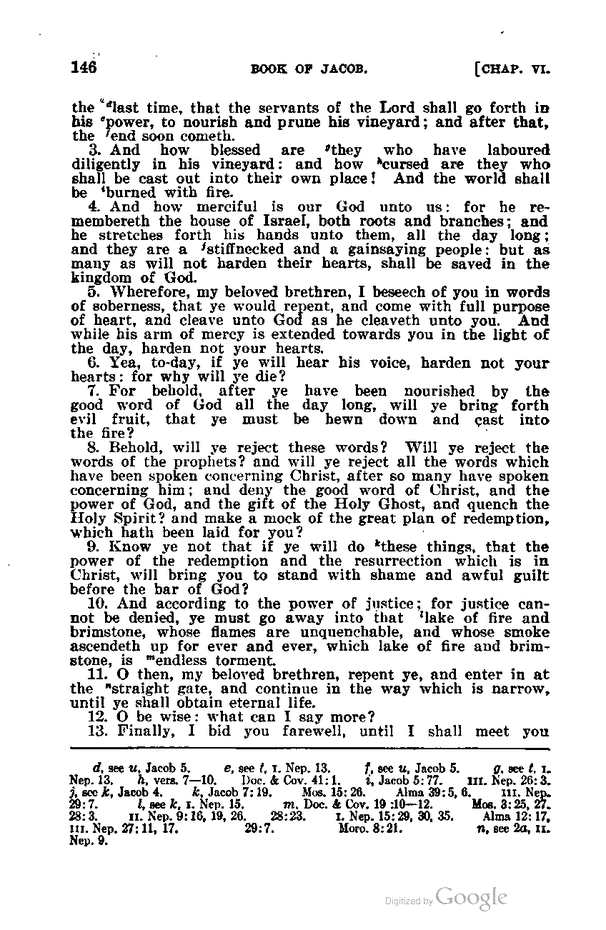 146 BOOK OF JACOB. [CHAP. VI.
the dlast time, that the servants of the Lord shall go forth in
his epower, to nourish and prune his vineyard; and after that,
the fend soon cometh.
3. And how blessed are gthey who have laboured
diligently in his vineyard: and how hcursed are they who
shall be cast out into their own place! And the world shall
be iburned with fire.
4. And how merciful is our God unto us: for he re-
membereth the house of Israel, both roots and branches; and
he stretches forth his hands unto them, all the day long;
and they are a jstiffnecked and a gainsaying people: but as
many as will not harden their hearts, shall be saved in the
kingdom of God.
5. Wherefore, my beloved brethren, I beseech of you in words
of soberness, that ye would repent, and come with full purpose
of heart, and cleave unto God as he cleaveth unto you. And
while his arm of mercy is extended towards you in the light of
the day, harden not your hearts.
6. Yea, to-day, if ye will hear his voice, harden not your
hearts: for why will ye die?
7. For behold, after ye have been nourished by the
good word of God all the day long, will ye bring forth
evil fruit, that ye must be hewn down and cast into
the fire?
8. Behold, will ye reject these words? Will ye reject the
words of the prophets? and will ye reject all the words which
have been spoken concerning Christ, after so many have spoken
concerning him; and deny the good word of Christ, and the
power of God, and the gift of the Holy Ghost, and quench the
Holy Spirit? and make a mock of the great plan of redemption,
which hath been laid for you?
9. Know ye not that if ye will do kthese things, that the
power of the redemption and the resurrection which is in
Christ, will bring you to stand with shame and awful guilt
before the bar of God?
10. And according to the power of justice; for justice can-
not be denied, ye must go away into that llake of fire and
brimstone, whose flames are unquenchable, and whose smoke
ascendeth up for ever and ever, which lake of fire and brim-
stone, is mendless torment.
11. O then, my beloved brethren, repent ye, and enter in at
the nstraight gate, and continue in the way which is narrow,
until ye shall obtain eternal life.
12. O be wise: what can I say more?
13. Finally, I bid you farewell, until I shall meet you
d, see u, Jacob 5. e, see t, I. Nep. 13. f, see u, Jacob 5. g, see t, I.
Nep. 13. h, vers. 7—10. Doc. & Cov. 41:1. i, Jacob 5:77. III. Nep. 26:3.
j, see k, Jacob 4. k, Jacob 7:19. Mos. 15:26. Alma 39:5, 6. III. Nep.
29:7. l, see k, I. Nep. 15. m, Doc. & Cov. 19:10—12. Mos. 3:25, 27.
28:3. II. Nep. 9:16, 19, 26. 28:23. I. Nep. 15:29, 30, 35. Alma 12:17.
III. Nep. 27:11, 17. 29:7. Moro. 8:21. n, see 2a, II.
Nep. 9.
Digitized by Google